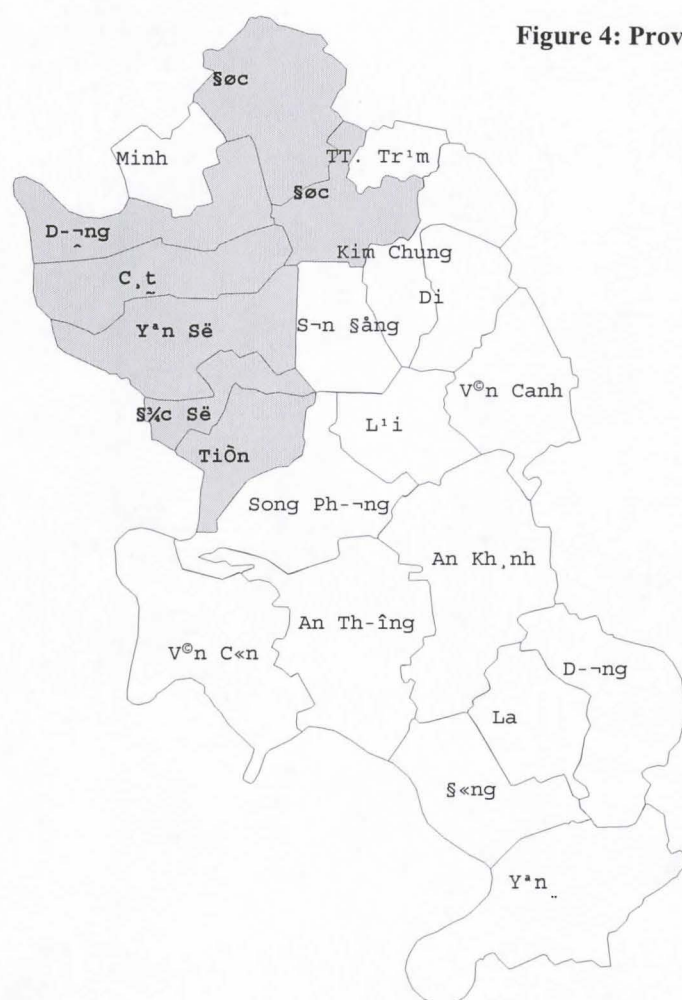 Figure 4: Prov
§øc
Minh
TT. Tr¹m
§øc
D-¬ng
Kim Chung
C¸t
Di
Yªn Së
S¬n §ång
V©n Canh
§¾c Së
L¹i
TiÒn
Song Ph-¬ng
An Kh¸nh
An Th-îng
V©n C«n
D-¬ng
La
§«ng
Yªn